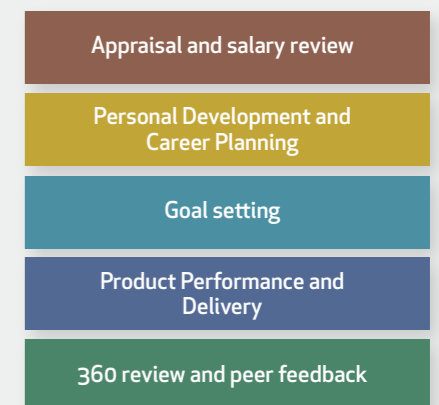 Appraisal and salary review
Personal Development and
Career Planning
Goal setting
Product Performance and
Delivery
360 review and peer feedback